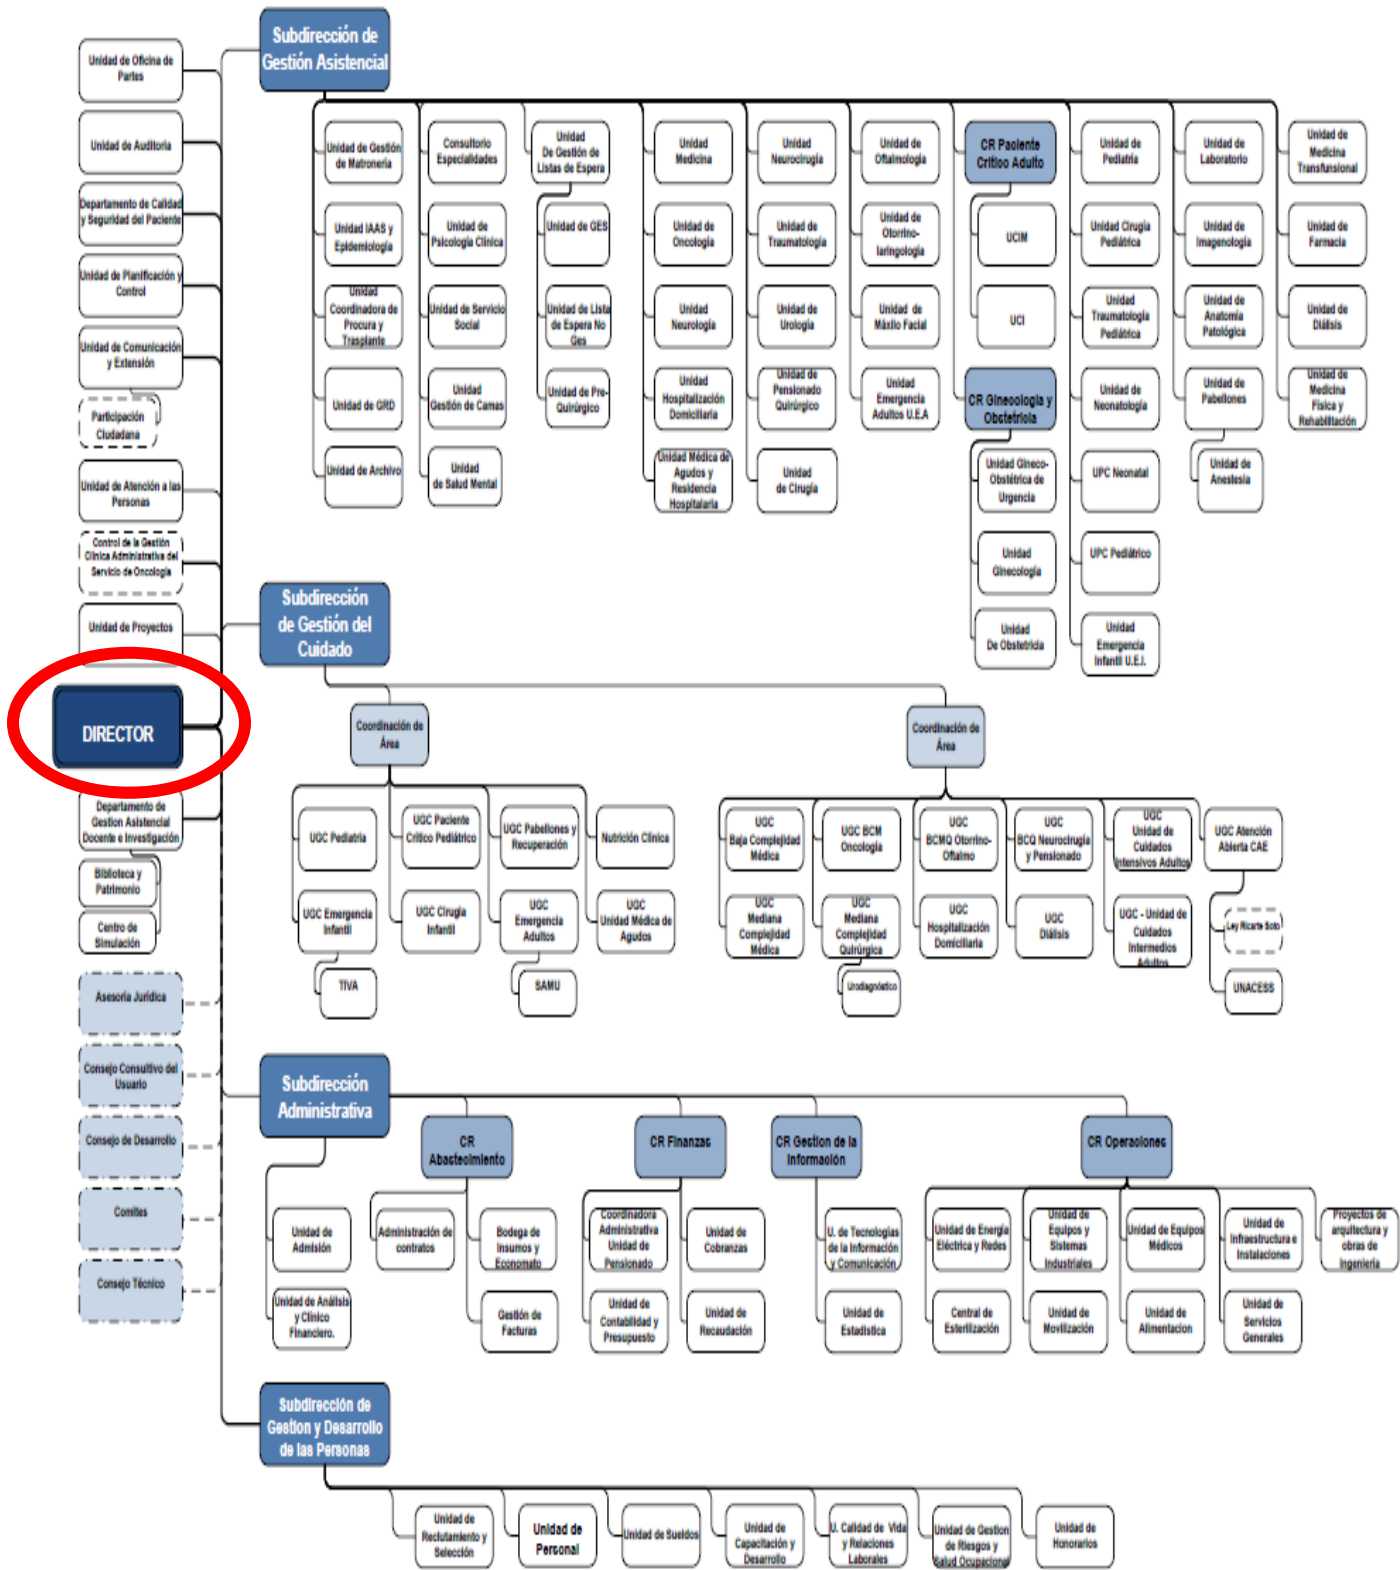 Subdirección de
Gestión Asistencial
Unidad de Oficina de
Partes
Unidad de Auditoria
Departamento de Calidad
y Seguridad del Paciente
Unidad de Planificación y
Control
Unidad de Comunicación
y Extensión
Participación
Ciudadana
Unidad de Atención a las
Personas
Control de la Gestión
Clínica Administrativa del
Servicio de Oncología
Unidad de Proyectos
DIRECTOR
Departamento de
Gestion Asistencial
Docente e Investigación
Biblioteca y
Patrimonio
Centro de
Simulación
Asesoría Jurídica
Consejo Consultivo del
Usuario
Consejo de Desarrollo
Comites
Consejo Técnico
Unidad de Gestión
de Matronería
Unidad IAAS y
Epidemiología
Unidad
Coordinadora de
Procura y
Trasplante
Unidad de GRD
Unidad de Archivo
Consultorio
Especialidades
Unidad de
Psicología Clínica
Unidad de Servicio
Social
Unidad
Gestión de Camas
Unidad
de Salud Mental
Unidad
De Gestión de
Listas de Espera
Unidad de GES
Unidad de Lista
de Espera No
Ges
Unidad de Pre-
Quirúrgico
Unidad
Medicina
Unidad de
Oncología
Unidad
Neurología
Unidad
Hospitalización
Domiciliaria
Unidad Médica de
Agudos y
Residencia
Hospitalaria
Unidad
Neurocirugía
Unidad de
Traumatología
Unidad de
Urología
Unidad de
Pensionado
Quirúrgico
Unidad
de Cirugía
Unidad de
Oftalmología
Unidad de
Otorrino-
laringología
Unidad de
Máxilo Facial
Unidad
Emergencia
Adultos U.E.A
CR Paciente
Crítico Adulto
UCIM
UCI
CR Ginecología y
Obstetricia
Unidad Gineco-
Obstétrica de
Urgencia
Unidad
Ginecología
Unidad
De Obstetricia
Unidad de
Pediatría
Unidad Cirugía
Pediátrica
Unidad
Traumatología
Pediátrica
Unidad de
Neonatología
UPC Neonatal
UPC Pediátrico
Unidad
Emergencia
Infantil U.E.I.
Unidad de
Laboratorio
Unidad de
Imagenología
Unidad de
Anatomía
Patológica
Unidad de
Pabellones
Unidad de
Anestesia
Unidad de
Medicina
Transfusional
Unidad de
Farmacia
Unidad de
Diálisis
Unidad de
Medicina
Física y
Rehabilitación
Subdirección
de Gestión del
Cuidado
Coordinación de
Área
UGC Pediatría
UGC Emergencia
Infantil
TIVA
UGC Paciente
Crítico Pediátrico
UGC Cirugía
Infantil
UGC Pabellones y
Recuperación
UGC
Emergencia
Adultos
SAMU
Nutrición Clínica
UGC
Unidad Médica de
Agudos
Coordinación de
Área
UGC
Baja Complejidad
Médica
UGC
Mediana
Complejidad
Médica
UGC BCM
Oncología
UGC
Mediana
Complejidad
Quirúrgica
Urodiagnóstico
UGC
BCMQ Otorrino-
Oftalmo
UGC
Hospitalización
Domiciliaria
UGC
BCQ Neurocirugía
y Pensionado
UGC
Diálisis
UGC
Unidad de
Cuidados
Intensivos Adultos
UGC - Unidad de
Cuidados
Intermedios
Adultos
UGC Atención
Abierta CAE
Ley Ricarte Soto
UNACESS
Subdirección
Administrativa
Unidad de
Admisión
Unidad de Análisis
y Clínico
Financiero.
CR
Abastecimiento
Administración de
contratos
Bodega de
Insumos y
Economato
Gestión de
Facturas
CR Finanzas
Coordinadora
Administrativa
Unidad de
Pensionado
Unidad de
Contabilidad y
Presupuesto
Unidad de
Cobranzas
Unidad de
Recaudación
CR Gestion de la
Información
U. de Tecnologías
de la Información
y Comunicación
Unidad de
Estadística
CR Operaciones
Unidad de Energía
Eléctrica y Redes
Central de
Esterilización
Unidad de
Equipos y
Sistemas
Industriales
Unidad de
Movilización
Unidad de Equipos
Médicos
Unidad de
Alimentacion
Unidad de
Infraestructura e
Instalaciones
Unidad de
Servicios
Generales
Proyectos de
arquitectura y
obras de
Ingeniería
Subdirección de
Gestion y Desarrollo
de las Personas
Unidad de
Reclutamiento y
Selección
Unidad de
Personal
Unidad de Sueldos
Unidad de
Capacitación y
Desarrollo
U. Calidad de Vida
y Relaciones
Laborales
Unidad de Gestion
de Riesgos y
Salud Ocupacional
Unidad de
Honorarios